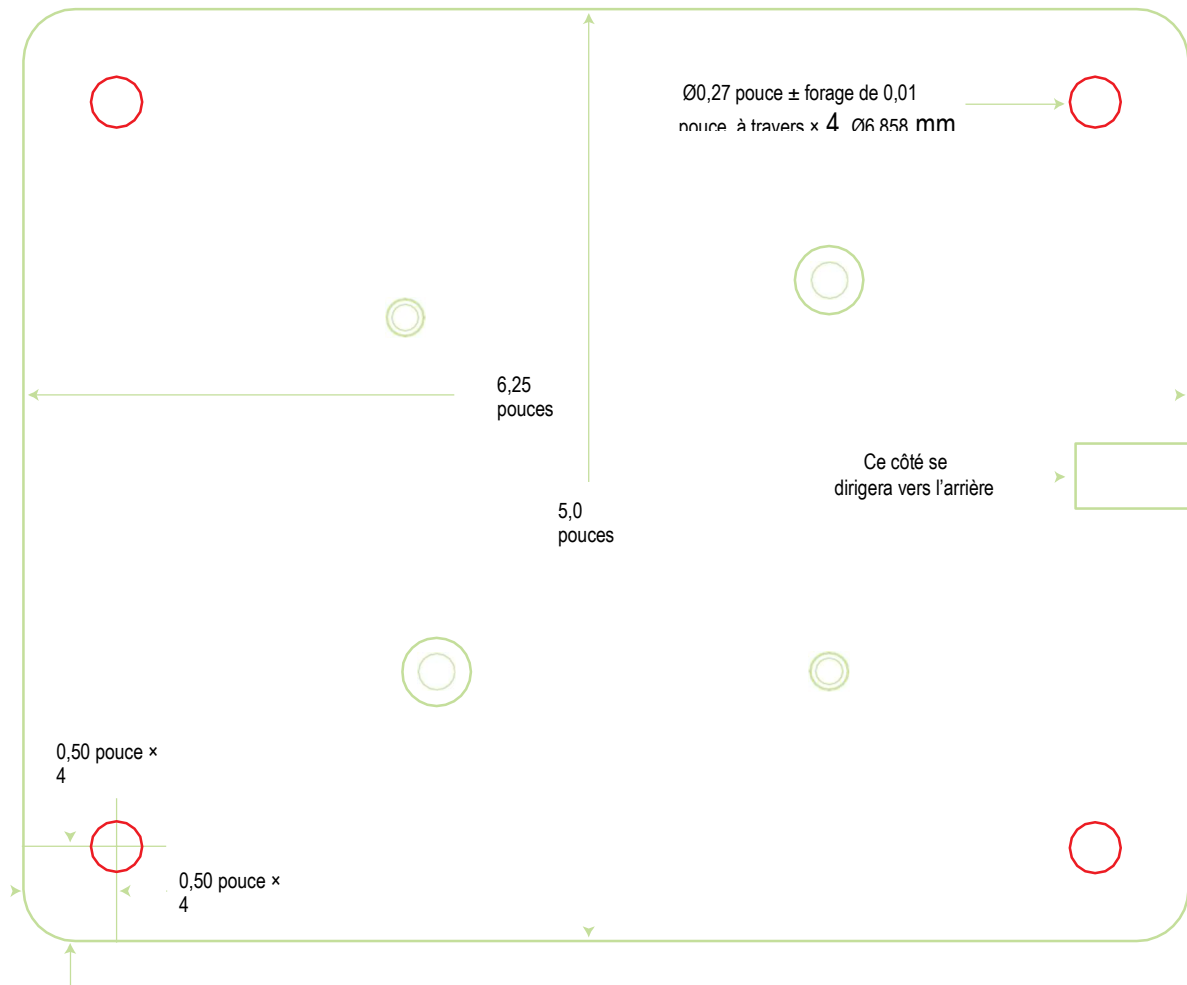 Ø0,27 pouce ± forage de 0,01
pouce, à travers × 4 Ø6,858 mm
6,25
pouces
Ce côté se
dirigera vers l'arrière
5,0
pouces
0,50 pouce ×
4
0,50 pouce ×
4